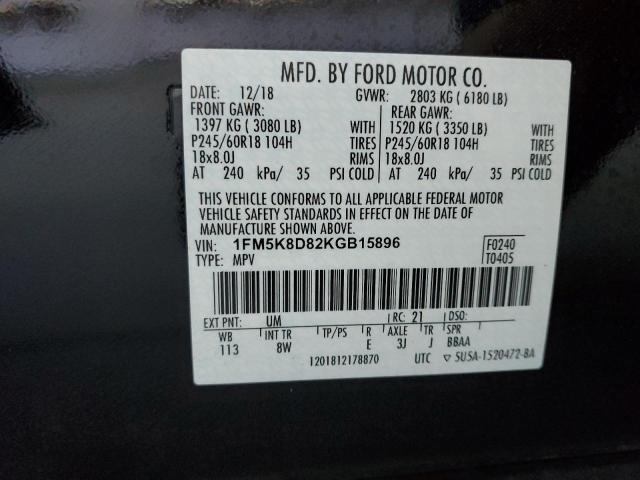 MFD. BY FORD MOTOR CO.
DATE: 12/18 GVWR: 2803 KG ( 6180 LB)
FRONT GAWR: REAR GAWR:
1397 KG ( 3080 LB) WITH 1520 KG ( 3350 LB) WITH
P245/60R18 104H TIRES P245/60R18 104H TIRES
18x8.0J RIMS 18x8.0J RIMS
AT 240 kPa/ 35 PSI COLD AT 240 kPa/ 35 PSI COLD
THIS VEHICLE CONFORMS TO ALL APPLICABLE FEDERAL MOTOR
VEHICLE SAFETY STANDARDS IN EFFECT ON THE DATE OF
MANUFACTURE SHOWN ABOVE.
VIN: 1FM5K8D82KGB15896 F0240
TYPE: MPV T0405
EXT PNT: UM RC: 21 DSO:
WB INT TR TP/PS R AXLE TR SPR
113 8W E 3J J BBAA
1201812178870 UTC ▽ 5U5A-1520472-BA